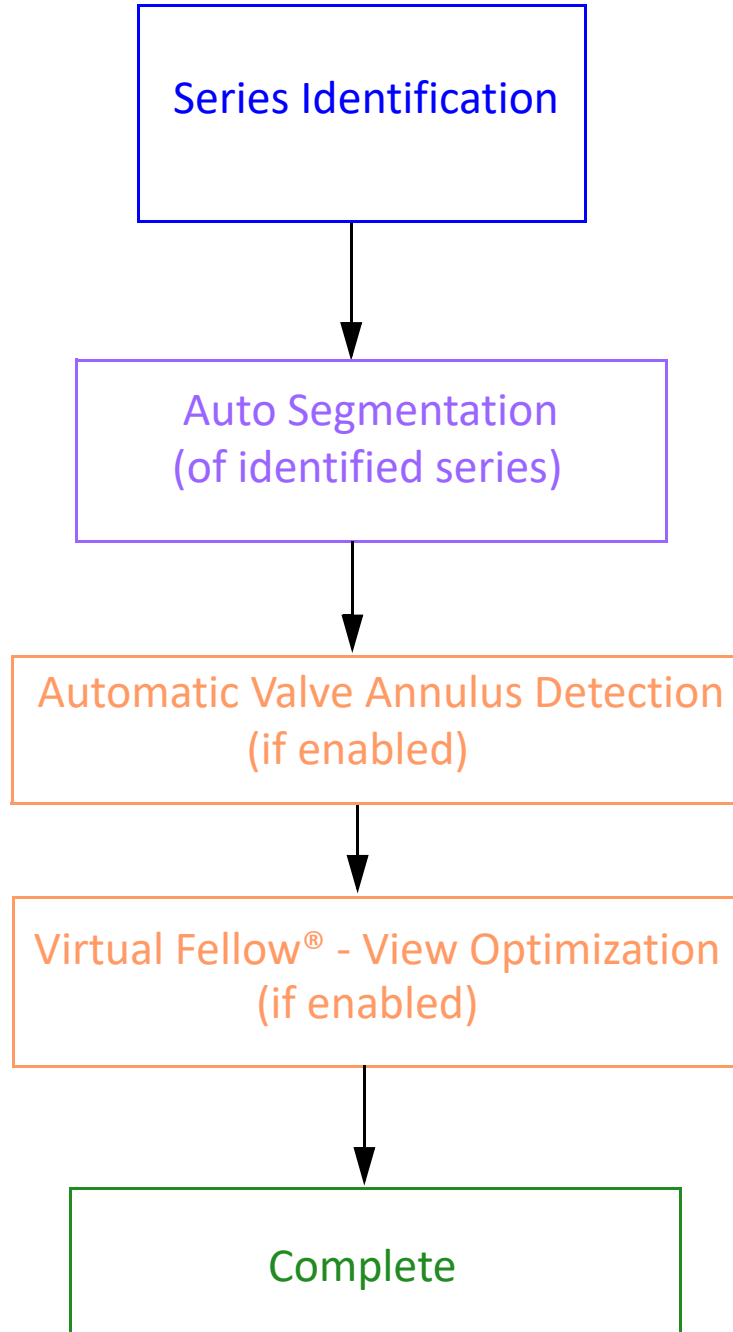 Series Identification
Auto Segmentation
(of identified series)
Automatic Valve Annulus Detection
(if enabled)
Virtual Fellow® - View Optimization
(if enabled)
Complete